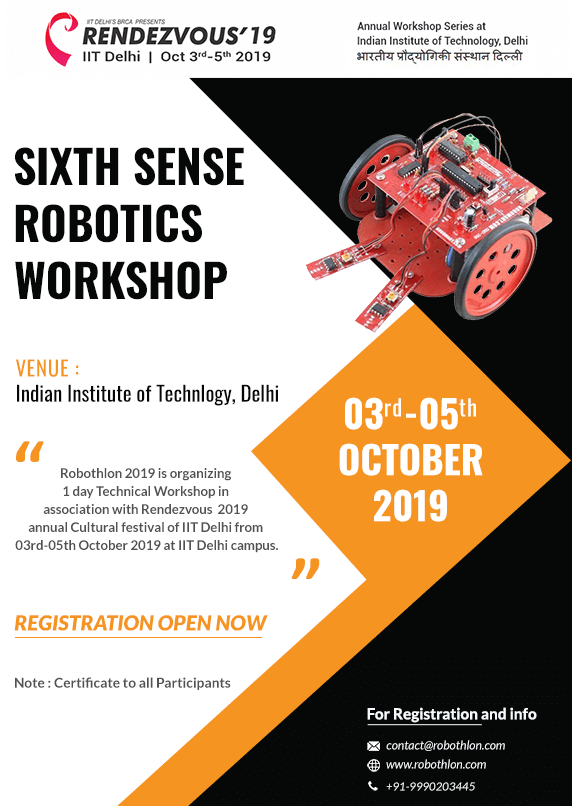 IIT DELHI'S BRCA PRESENTS
RENDEZVOUS'19
IIT Delhi | Oct 3rd-5th 2019
Annual Workshop Series at
Indian Institute of Technology, Delhi
भारतीय प्रौद्योगिकी संस्थान दिल्ली
SIXTH SENSE
ROBOTICS
WORKSHOP
VENUE :
Indian Institute of Technlogy, Delhi
03rd-05th
OCTOBER
2019
“
Robothlon 2019 is organizing
1 day Technical Workshop in
association with Rendezvous 2019
annual Cultural festival of IIT Delhi from
03rd-05th October 2019 at IIT Delhi campus.
”
REGISTRATION OPEN NOW
Note : Certificate to all Participants
For Registration and info
contact@robothlon.com
www.robothlon.com
+91-9990203445